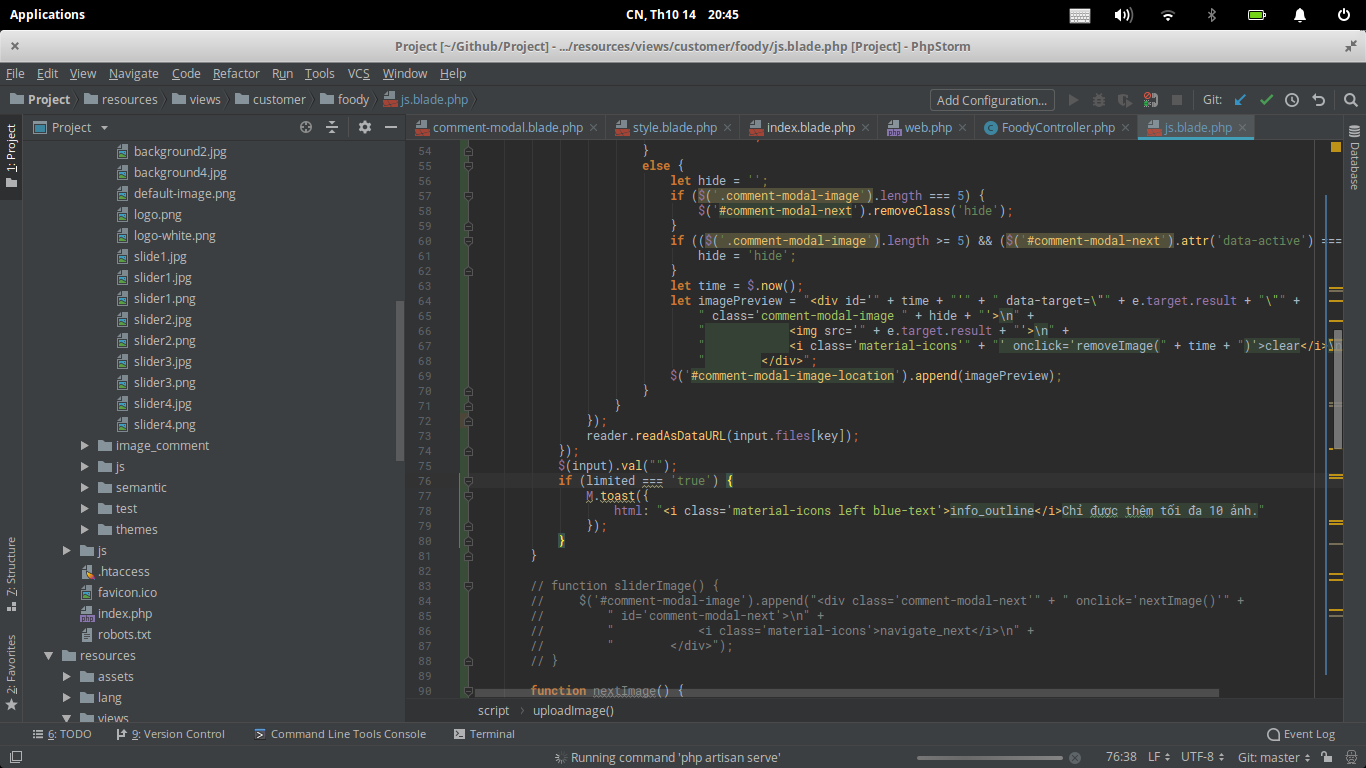 Applications
CN, Th10 14 20:45
Project [~/Github/Project] - .../resources/views/customer/foody/js.blade.php [Project] - PhpStorm
File Edit View Navigate Code Refactor Run Tools VCS Window Help
Project resources views customer foody js.blade.php Add Configuration... Git:
1: Project
7: Structure
2: Favorites
Project
background2.jpg
background4.jpg
default-image.png
logo.png
logo-white.png
slide1.jpg
slider1.jpg
slider1.png
slider2.jpg
slider2.png
slider3.jpg
slider3.png
slider4.jpg
slider4.png
image_comment
js
semantic
test
themes
js
.htaccess
favicon.ico
index.php
robots.txt
resources
assets
lang
views
comment-modal.blade.php style.blade.php index.blade.php web.php FoodyController.php js.blade.php
54 }
55 else {
56 let hide = '';
57 if ($('.comment-modal-image').length === 5) {
58 $('#comment-modal-next').removeClass('hide');
59 }
60 if (($('.comment-modal-image').length >= 5) && ($('#comment-modal-next').attr('data-active') ===
61 hide = 'hide';
62 }
63 let time = $.now();
64 let imagePreview = "<div id='" + time + "'" + " data-target=\"" + e.target.result + "\"" +
65 " class='comment-modal-image " + hide + "'>\n" +
66 " <img src='" + e.target.result + "'>\n" +
67 " <i class='material-icons'" + "' onclick='removeImage(" + time + ")'>clear</i>\n
68 " </div>";
69 $('#comment-modal-image-location').append(imagePreview);
70 }
71 }
72 });
73 reader.readAsDataURL(input.files[key]);
74 });
75 $(input).val("");
76 if (limited === 'true') {
77 M.toast({
78 html: "<i class='material-icons left blue-text'>info_outline</i>Chỉ được thêm tối đa 10 ảnh."
79 });
80 }
81 }
82
83 // function sliderImage() {
84 // $('#comment-modal-image').append("<div class='comment-modal-next'" + " onclick='nextImage()'" +
85 // " id='comment-modal-next'>\n" +
86 // " <i class='material-icons'>navigate_next</i>\n" +
87 // " </div>");
88 // }
89
90 function nextImage() {
script uploadImage()
Database
6: TODO 9: Version Control Command Line Tools Console Terminal Event Log
Running command 'php artisan serve' 76:38 LF UTF-8 Git: master